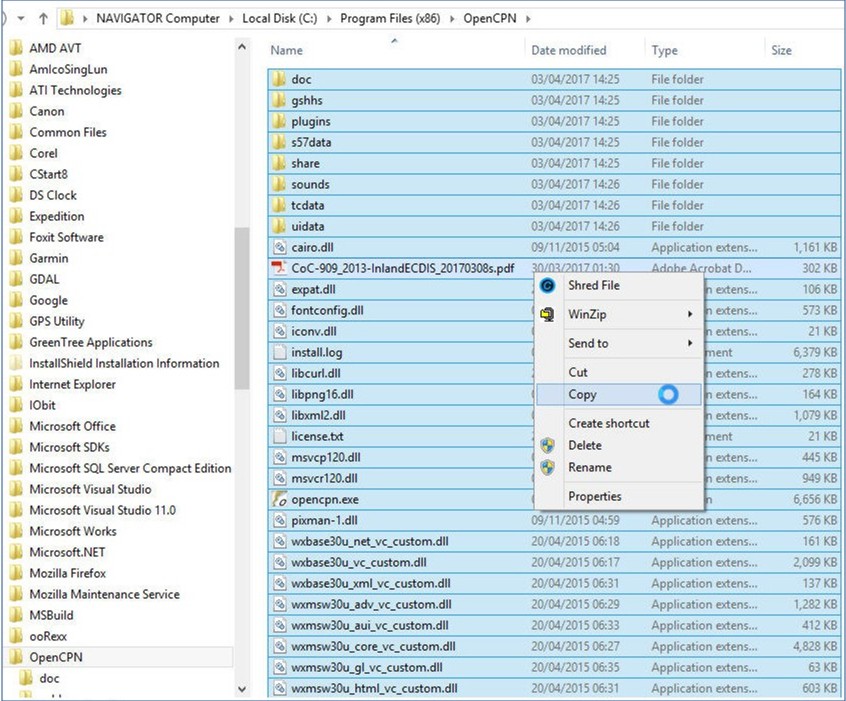 NAVIGATOR Computer Local Disk (C:) Program Files (x86) OpenCPN
AMD AVT
AmIcoSingLun
ATI Technologies
Canon
Common Files
Corel
CStart8
DS Clock
Expedition
Foxit Software
Garmin
GDAL
Google
GPS Utility
GreenTree Applications
InstallShield Installation Information
Internet Explorer
IObit
Microsoft Office
Microsoft SDKs
Microsoft SQL Server Compact Edition
Microsoft Visual Studio
Microsoft Visual Studio 11.0
Microsoft Works
Microsoft.NET
Mozilla Firefox
Mozilla Maintenance Service
MSBuild
ooRexx
OpenCPN
doc
Name Date modified Type Size
doc 03/04/2017 14:25 File folder
gshhs 03/04/2017 14:25 File folder
plugins 03/04/2017 14:25 File folder
s57data 03/04/2017 14:25 File folder
share 03/04/2017 14:25 File folder
sounds 03/04/2017 14:26 File folder
tcdata 03/04/2017 14:26 File folder
uidata 03/04/2017 14:26 File folder
cairo.dll 09/11/2015 05:04 Application extens... 1,161 KB
CoC-909_2013-InlandECDIS_20170308s.pdf 30/03/2017 01:30 Adobe Acrobat D... 302 KB
expat.dll 106 KB
fontconfig.dll 573 KB
iconv.dll 21 KB
install.log ment 6,379 KB
libcurl.dll 278 KB
libpng16.dll 164 KB
libxml2.dll 1,079 KB
license.txt ment 21 KB
msvcp120.dll 445 KB
msvcr120.dll 949 KB
opencpn.exe 6,656 KB
pixman-1.dll 09/11/2015 04:59 Application extens... 576 KB
wxbase30u_net_vc_custom.dll 20/04/2015 06:18 Application extens... 161 KB
wxbase30u_vc_custom.dll 20/04/2015 06:17 Application extens... 2,099 KB
wxbase30u_xml_vc_custom.dll 20/04/2015 06:31 Application extens... 137 KB
wxmsw30u_adv_vc_custom.dll 20/04/2015 06:29 Application extens... 1,282 KB
wxmsw30u_aui_vc_custom.dll 20/04/2015 06:33 Application extens... 412 KB
wxmsw30u_core_vc_custom.dll 20/04/2015 06:27 Application extens... 4,828 KB
wxmsw30u_gl_vc_custom.dll 20/04/2015 06:35 Application extens... 63 KB
wxmsw30u_html_vc_custom.dll 20/04/2015 06:31 Application extens... 603 KB
Shred File
WinZip
Send to
Cut
Copy
Create shortcut
Delete
Rename
Properties